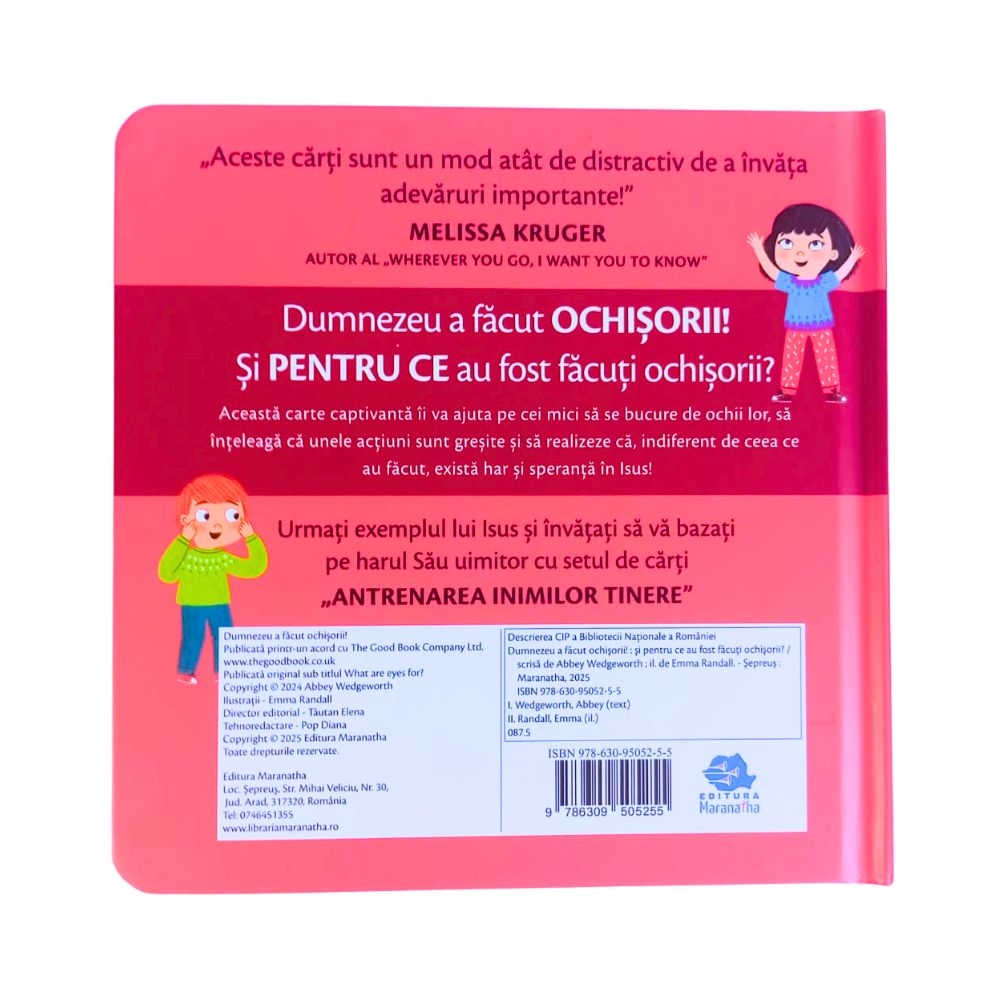 „Aceste cărți sunt un mod atât de distractiv de a învăța
adevăruri importante!”
MELISSA KRUGER
AUTOR AL „WHEREVER YOU GO, I WANT YOU TO KNOW”
Dumnezeu a făcut OCHIȘORII!
Și PENTRU CE au fost făcuți ochișorii?
Această carte captivantă îi va ajuta pe cei mici să se bucure de ochii lor, să
înțeleagă că unele acțiuni sunt greșite și să realizeze că, indiferent de ceea ce
au făcut, există har și speranță în Isus!
Urmați exemplul lui Isus și învățați să vă bazați
pe harul Său uimitor cu setul de cărți
„ANTRENAREA INIMILOR TINERE”
Dumnezeu a făcut ochișorii!
Publicată printr-un acord cu The Good Book Company Ltd.
www.thegoodbook.co.uk
Publicată original sub titlul What are eyes for?
Copyright © 2024 Abbey Wedgeworth
Ilustrații - Emma Randall
Director editorial - Tăutan Elena
Tehnoredactare - Pop Diana
Copyright © 2025 Editura Maranatha
Toate drepturile rezervate.
Editura Maranatha
Loc. Șepreuș, Str. Mihai Veliciu, Nr. 30,
Jud. Arad, 317320, România
Tel: 0746451355
www.librariamaranatha.ro
Descrierea CIP a Bibliotecii Naționale a României
Dumnezeu a făcut ochișorii! : și pentru ce au fost făcuți ochișorii? /
scrisă de Abbey Wedgeworth ; il. de Emma Randall. - Șepreuș :
Maranatha, 2025
ISBN 978-630-95052-5-5
I. Wedgeworth, Abbey (text)
II. Randall, Emma (il.)
087.5
ISBN 978-630-95052-5-5
9 786309 505255
EDITURA
Maranatha